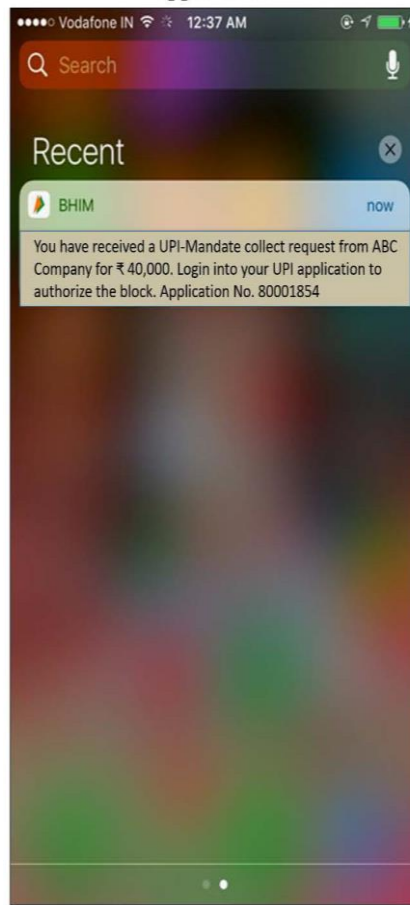 ●●●●○ Vodafone IN 12:37 AM
Search
Recent
BHIM now
You have received a UPI-Mandate collect request from ABC
Company for ₹ 40,000. Login into your UPI application to
authorize the block. Application No. 80001854